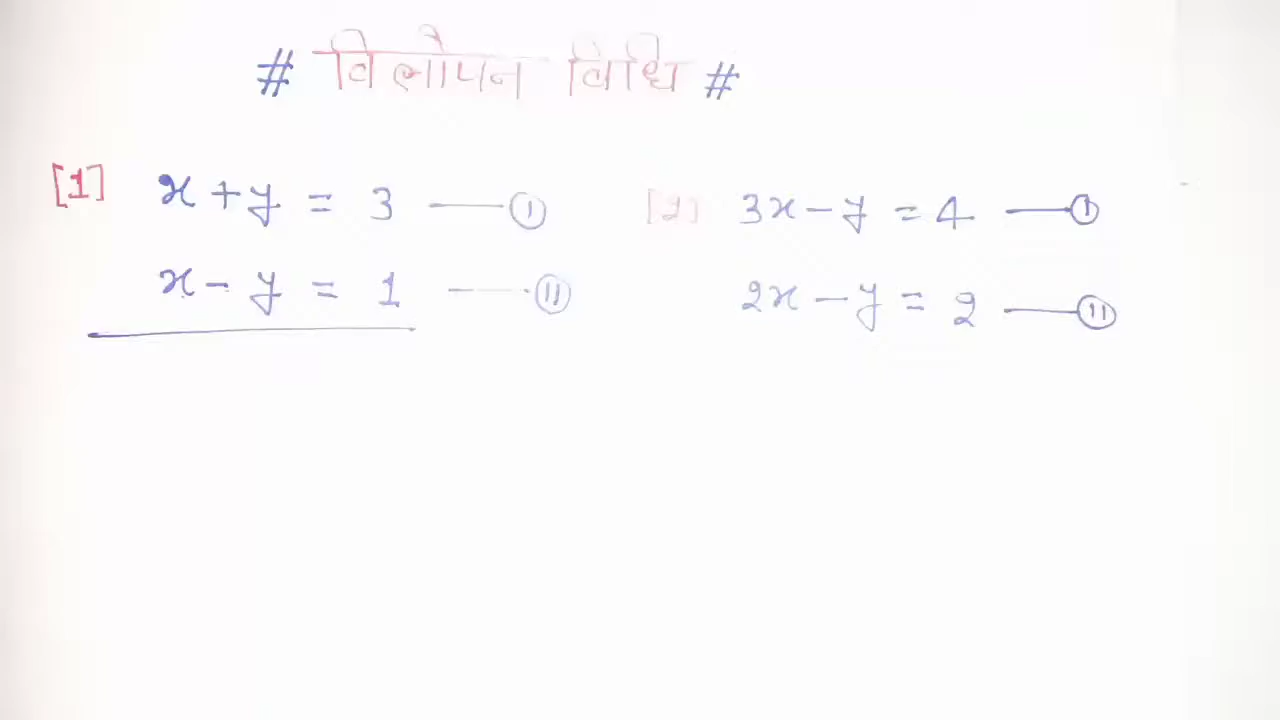 # विलोपन विधि #
[1] x + y = 3 —— (I)
x - y = 1 —— (II)
[2] 3x - y = 4 —— (I)
2x - y = 2 —— (II)